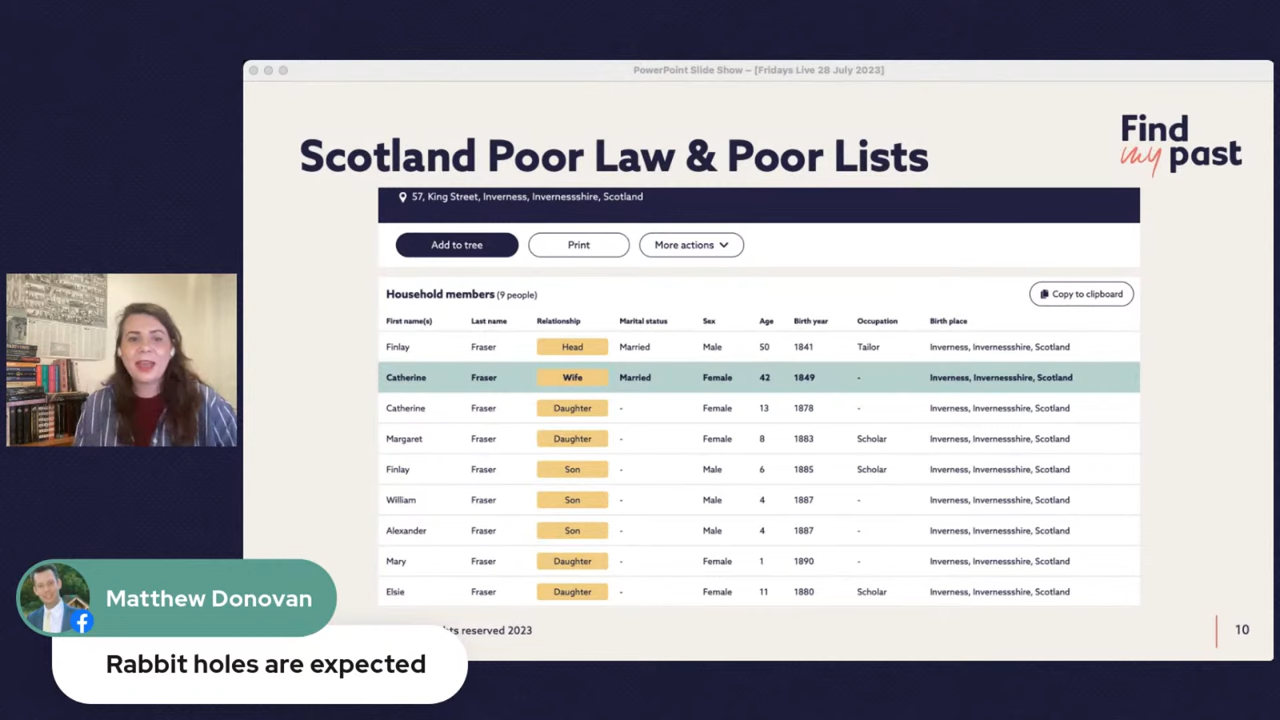 PowerPoint Slide Show – [Fridays Live 28 July 2023]
Scotland Poor Law & Poor Lists
Find
my past
57, King Street, Inverness, Invernessshire, Scotland
Add to tree Print More actions
Household members (9 people) Copy to clipboard
First name(s) Last name Relationship Marital status Sex Age Birth year Occupation Birth place
Finlay Fraser Head Married Male 50 1841 Tailor Inverness, Invernessshire, Scotland
Catherine Fraser Wife Married Female 42 1849 - Inverness, Invernessshire, Scotland
Catherine Fraser Daughter - Female 13 1878 - Inverness, Invernessshire, Scotland
Margaret Fraser Daughter - Female 8 1883 Scholar Inverness, Invernessshire, Scotland
Finlay Fraser Son - Male 6 1885 Scholar Inverness, Invernessshire, Scotland
William Fraser Son - Male 4 1887 - Inverness, Invernessshire, Scotland
Alexander Fraser Son - Male 4 1887 - Inverness, Invernessshire, Scotland
Mary Fraser Daughter - Female 1 1890 - Inverness, Invernessshire, Scotland
Elsie Fraser Daughter - Female 11 1880 Scholar Inverness, Invernessshire, Scotland
reserved 2023 10
Matthew Donovan
Rabbit holes are expected